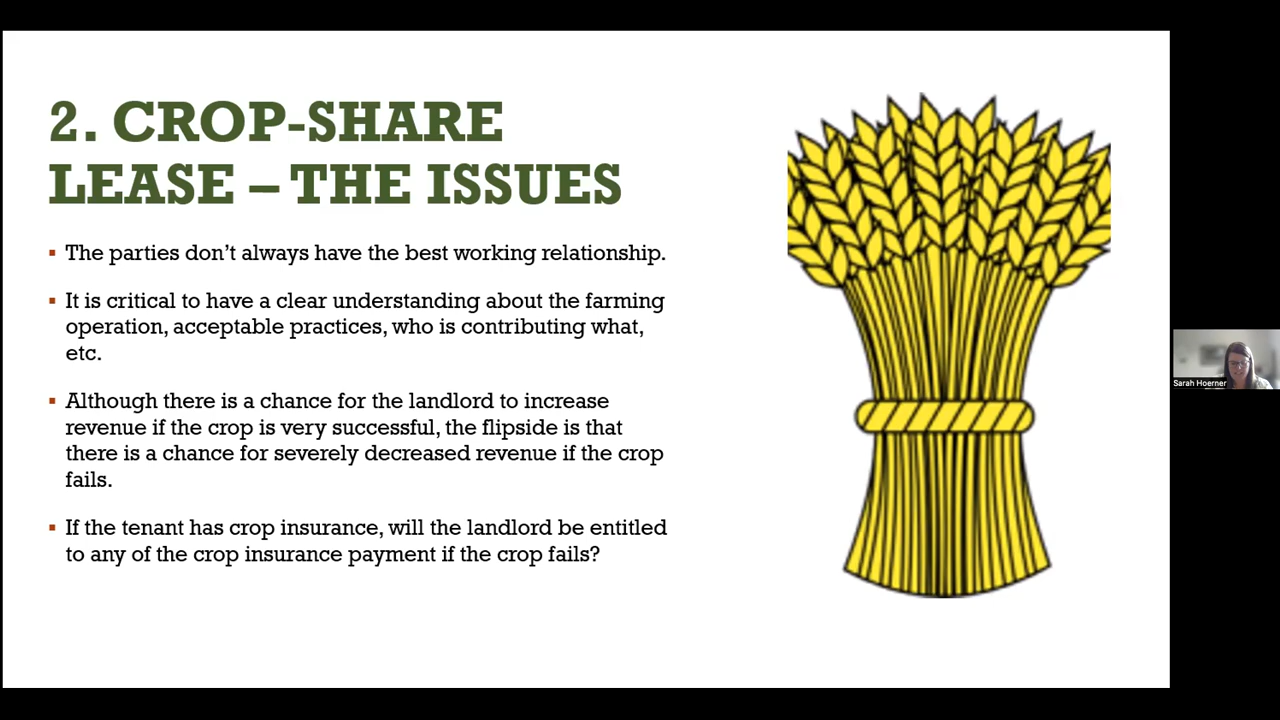 2. CROP-SHARE
LEASE – THE ISSUES
▪ The parties don't always have the best working relationship.
▪ It is critical to have a clear understanding about the farming
operation, acceptable practices, who is contributing what,
etc.
▪ Although there is a chance for the landlord to increase
revenue if the crop is very successful, the flipside is that
there is a chance for severely decreased revenue if the crop
fails.
▪ If the tenant has crop insurance, will the landlord be entitled
to any of the crop insurance payment if the crop fails?
Sarah Hoerner